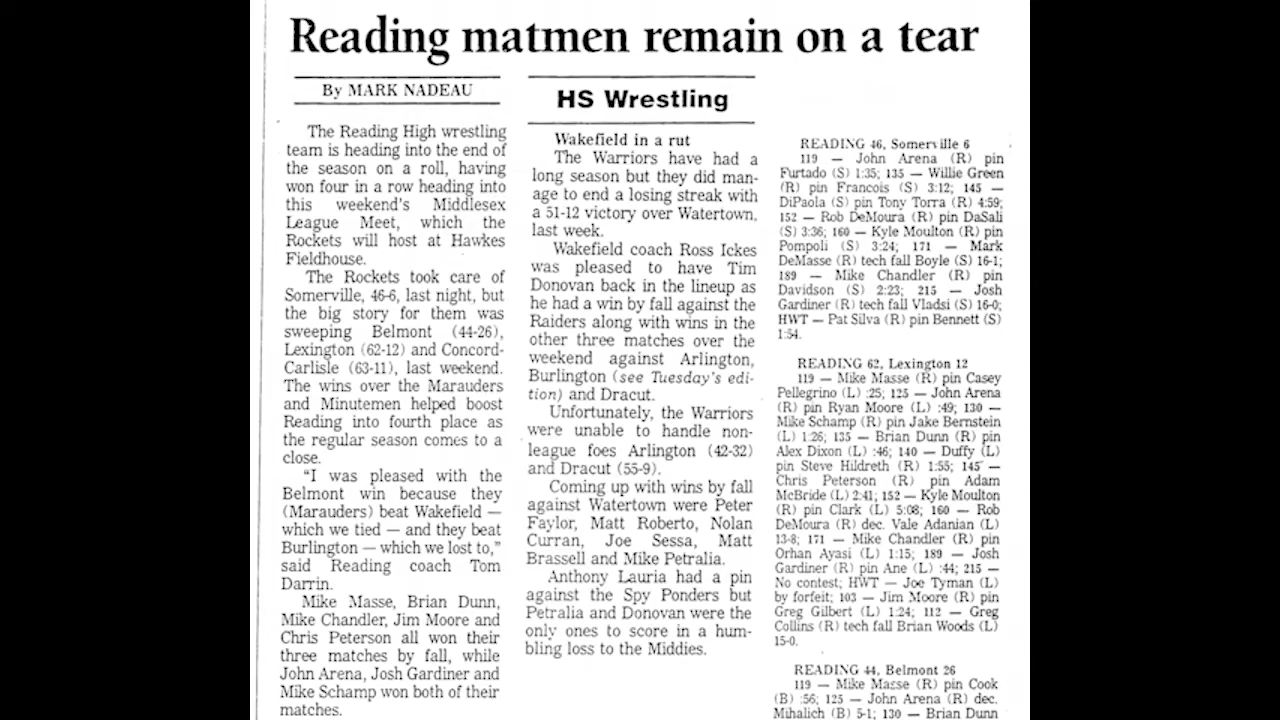 Reading matmen remain on a tear
By MARK NADEAU
The Reading High wrestling
team is heading into the end of
the season on a roll, having
won four in a row heading into
this weekend's Middlesex
League Meet, which the
Rockets will host at Hawkes
Fieldhouse.
The Rockets took care of
Somerville, 46-6, last night, but
the big story for them was
sweeping Belmont (44-26),
Lexington (62-12) and Concord-
Carlisle (63-11), last weekend.
The wins over the Marauders
and Minutemen helped boost
Reading into fourth place as
the regular season comes to a
close.
"I was pleased with the
Belmont win because they
(Marauders) beat Wakefield —
which we tied — and they beat
Burlington — which we lost to,"
said Reading coach Tom
Darrin.
Mike Masse, Brian Dunn,
Mike Chandler, Jim Moore and
Chris Peterson all won their
three matches by fall, while
John Arena, Josh Gardiner and
Mike Schamp won both of their
matches.
HS Wrestling
Wakefield in a rut
The Warriors have had a
long season but they did man-
age to end a losing streak with
a 51-12 victory over Watertown,
last week.
Wakefield coach Ross Ickes
was pleased to have Tim
Donovan back in the lineup as
he had a win by fall against the
Raiders along with wins in the
other three matches over the
weekend against Arlington,
Burlington (see Tuesday's edi-
tion) and Dracut.
Unfortunately, the Warriors
were unable to handle non-
league foes Arlington (42-32)
and Dracut (55-9).
Coming up with wins by fall
against Watertown were Peter
Faylor, Matt Roberto, Nolan
Curran, Joe Sessa, Matt
Brassell and Mike Petralia.
Anthony Lauria had a pin
against the Spy Ponders but
Petralia and Donovan were the
only ones to score in a hum-
bling loss to the Middies.
READING 46, Somerville 6
119 — John Arena (R) pin
Furtado (S) 1:35; 135 — Willie Green
(R) pin Francois (S) 3:12; 145 —
DiPaola (S) pin Tony Torra (R) 4:59;
152 — Rob DeMoura (R) pin DaSali
(S) 3:36; 160 — Kyle Moulton (R) pin
Pompoli (S) 3:24; 171 — Mark
DeMasse (R) tech fall Boyle (S) 16-1;
189 — Mike Chandler (R) pin
Davidson (S) 2:23; 215 — Josh
Gardiner (R) tech fall Vladsi (S) 16-0;
HWT — Pat Silva (R) pin Bennett (S)
1:54.
READING 62, Lexington 12
119 — Mike Masse (R) pin Casey
Pellegrino (L) :25; 125 — John Arena
(R) pin Ryan Moore (L) :49; 130 —
Mike Schamp (R) pin Jake Bernstein
(L) 1:26; 135 — Brian Dunn (R) pin
Alex Dixon (L) :46; 140 — Duffy (L)
pin Steve Hildreth (R) 1:55; 145 —
Chris Peterson (R) pin Adam
McBride (L) 2:41; 152 — Kyle Moulton
(R) pin Clark (L) 5:08; 160 — Rob
DeMoura (R) dec. Vale Adanian (L)
13-8; 171 — Mike Chandler (R) pin
Orhan Ayasi (L) 1:15; 189 — Josh
Gardiner (R) pin Ane (L) :44; 215 —
No contest; HWT — Joe Tyman (L)
by forfeit; 103 — Jim Moore (R) pin
Greg Gilbert (L) 1:24; 112 — Greg
Collins (R) tech fall Brian Woods (L)
15-0.
READING 44, Belmont 26
119 — Mike Masse (R) pin Cook
(B) :56; 125 — John Arena (R) dec.
Mihalich (B) 5-1; 130 — Brian Dunn